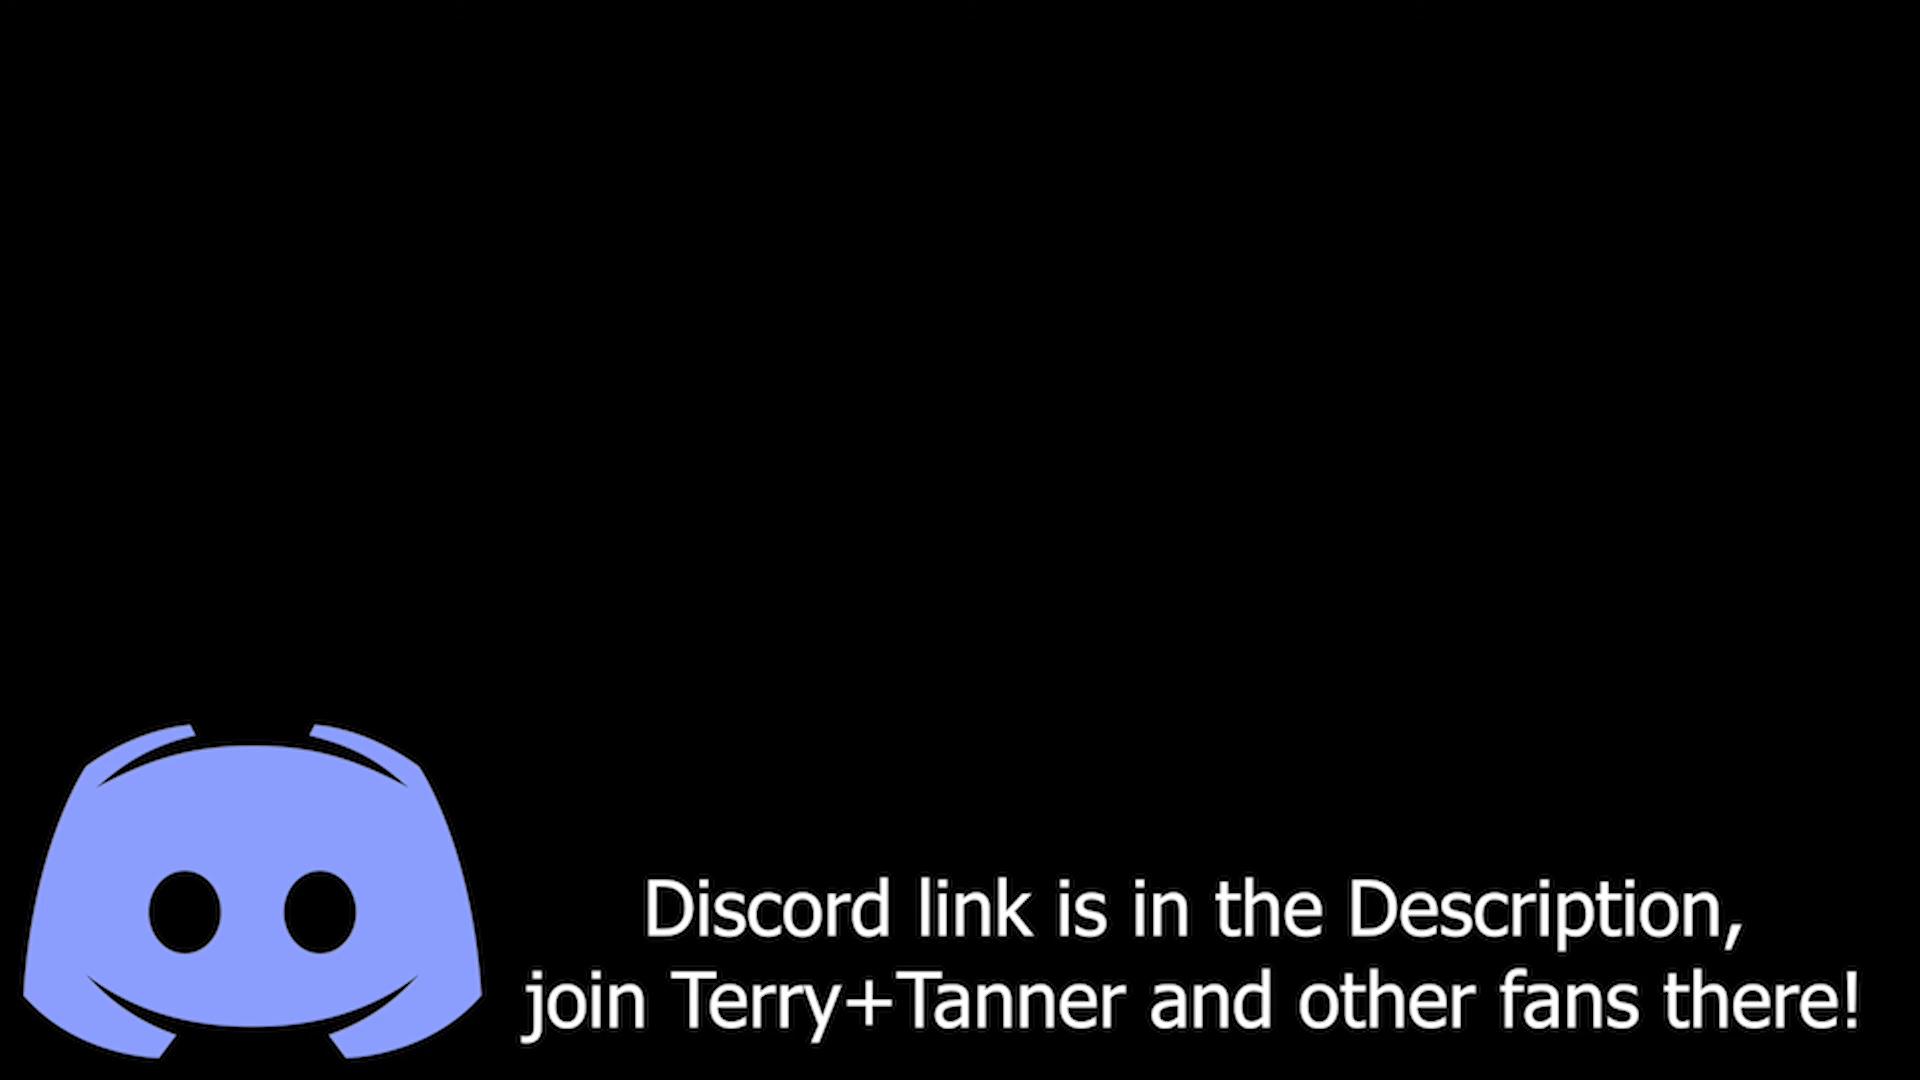 Discord link is in the Description,
join Terry+Tanner and other fans there!